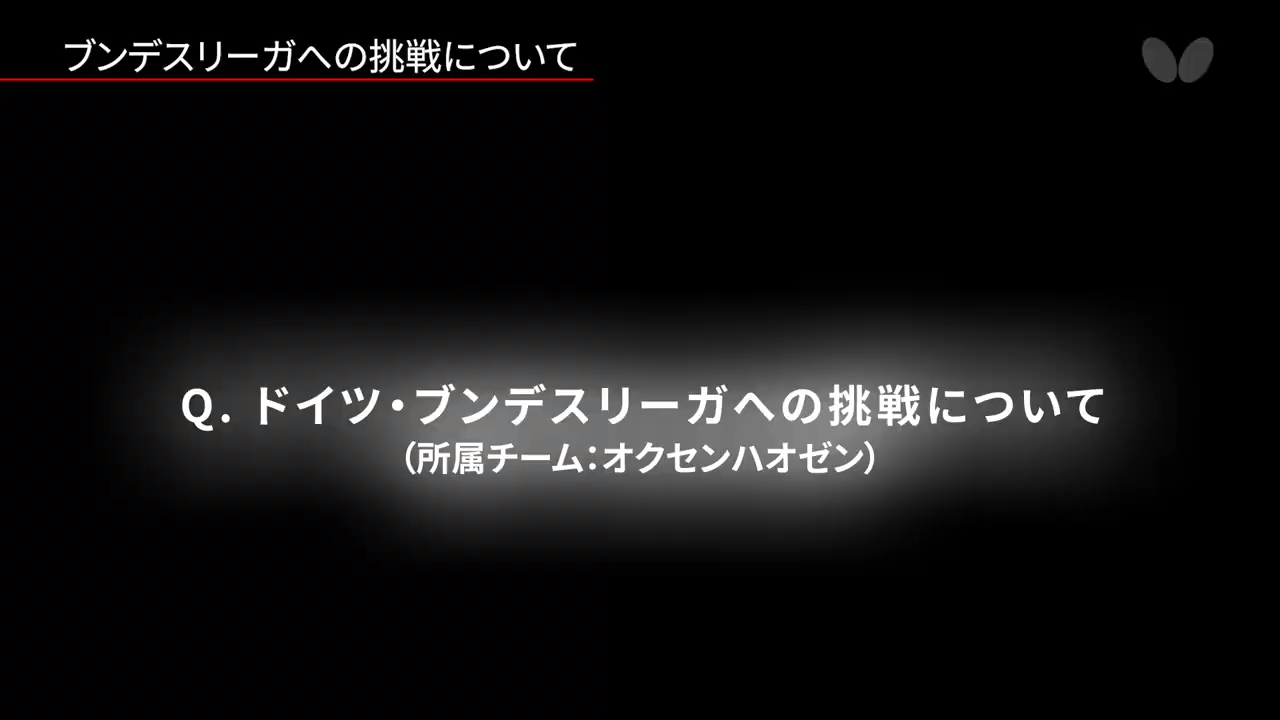 ブンデスリーガへの挑戦について
Q. ドイツ・ブンデスリーガへの挑戦について
(所属チーム:オクセンハオゼン)